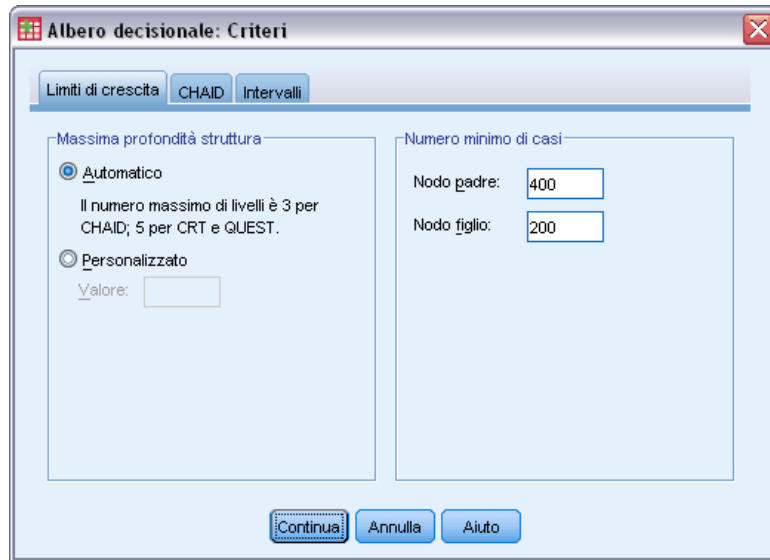 Albero decisionale: Criteri
Limiti di crescita CHAID Intervalli
Massima profondità struttura
Automatico
Il numero massimo di livelli è 3 per
CHAID; 5 per CRT e QUEST.
Personalizzato
Valore:
Numero minimo di casi
Nodo padre: 400
Nodo figlio: 200
Continua Annulla Aiuto